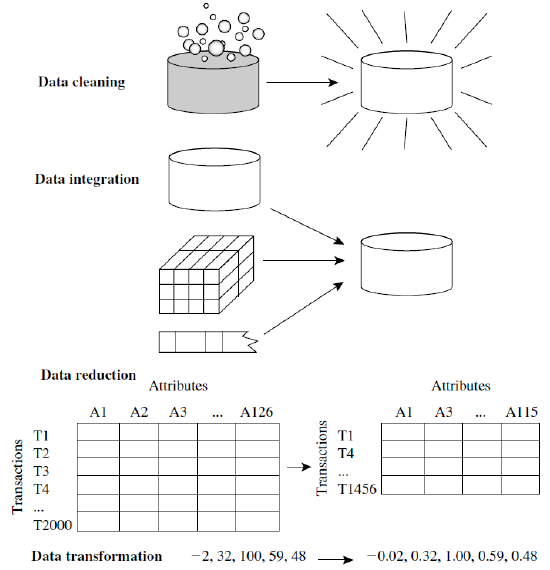 Data cleaning
Data integration
Data reduction
Attributes
A1 A2 A3 ... A126
Transactions
T1
T2
T3
T4
...
T2000
Attributes
A1 A3 ... A115
Transactions
T1
T4
...
T1456
Data transformation −2, 32, 100, 59, 48 −0.02, 0.32, 1.00, 0.59, 0.48